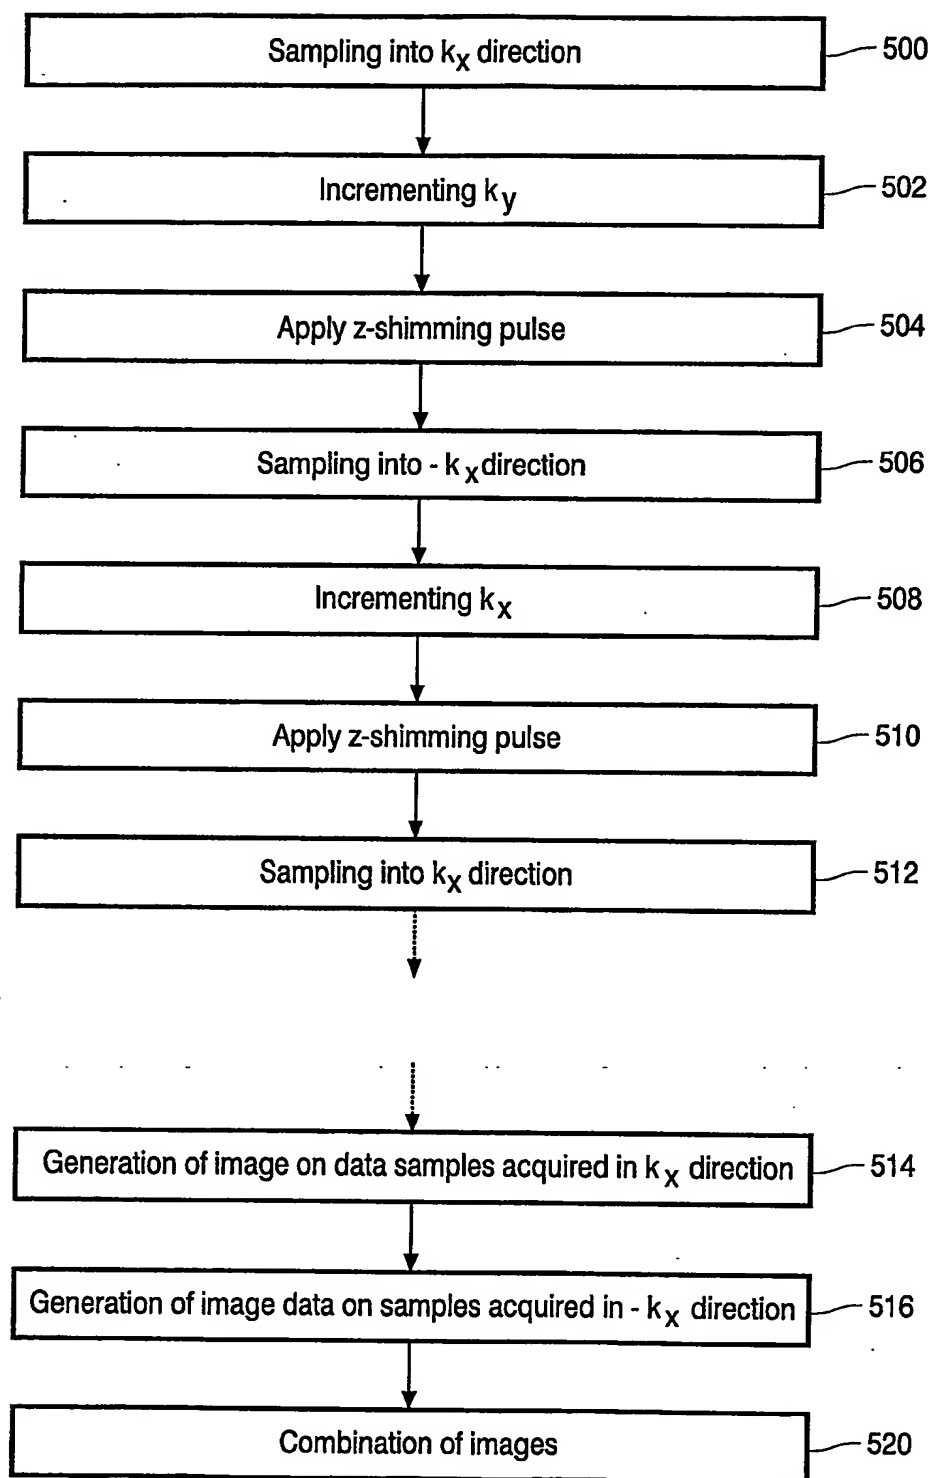 Sampling into kx direction 500
Incrementing ky 502
Apply z-shimming pulse 504
Sampling into - kx direction 506
Incrementing kx 508
Apply z-shimming pulse 510
Sampling into kx direction 512
Generation of image on data samples acquired in kx direction 514
Generation of image data on samples acquired in - kx direction 516
Combination of images 520